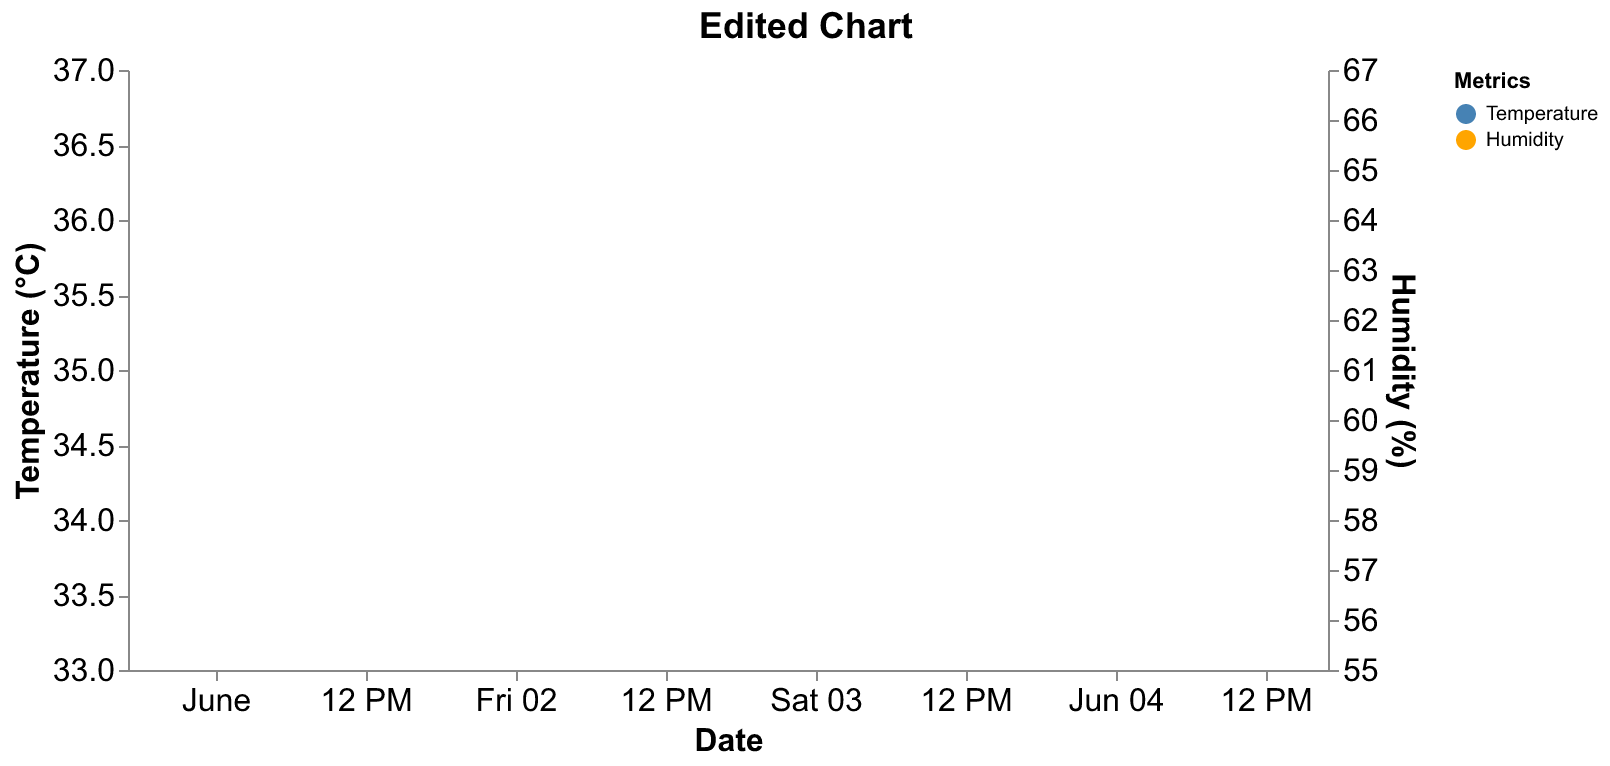 Edited Chart
Temperature (°C)
37.0
36.5
36.0
35.5
35.0
34.5
34.0
33.5
33.0
June 12 PM Fri 02 12 PM Sat 03 12 PM Jun 04 12 PM
Date
67
66
65
64
63
62
61
60
59
58
57
56
55
Humidity (%)
Metrics
Temperature
Humidity